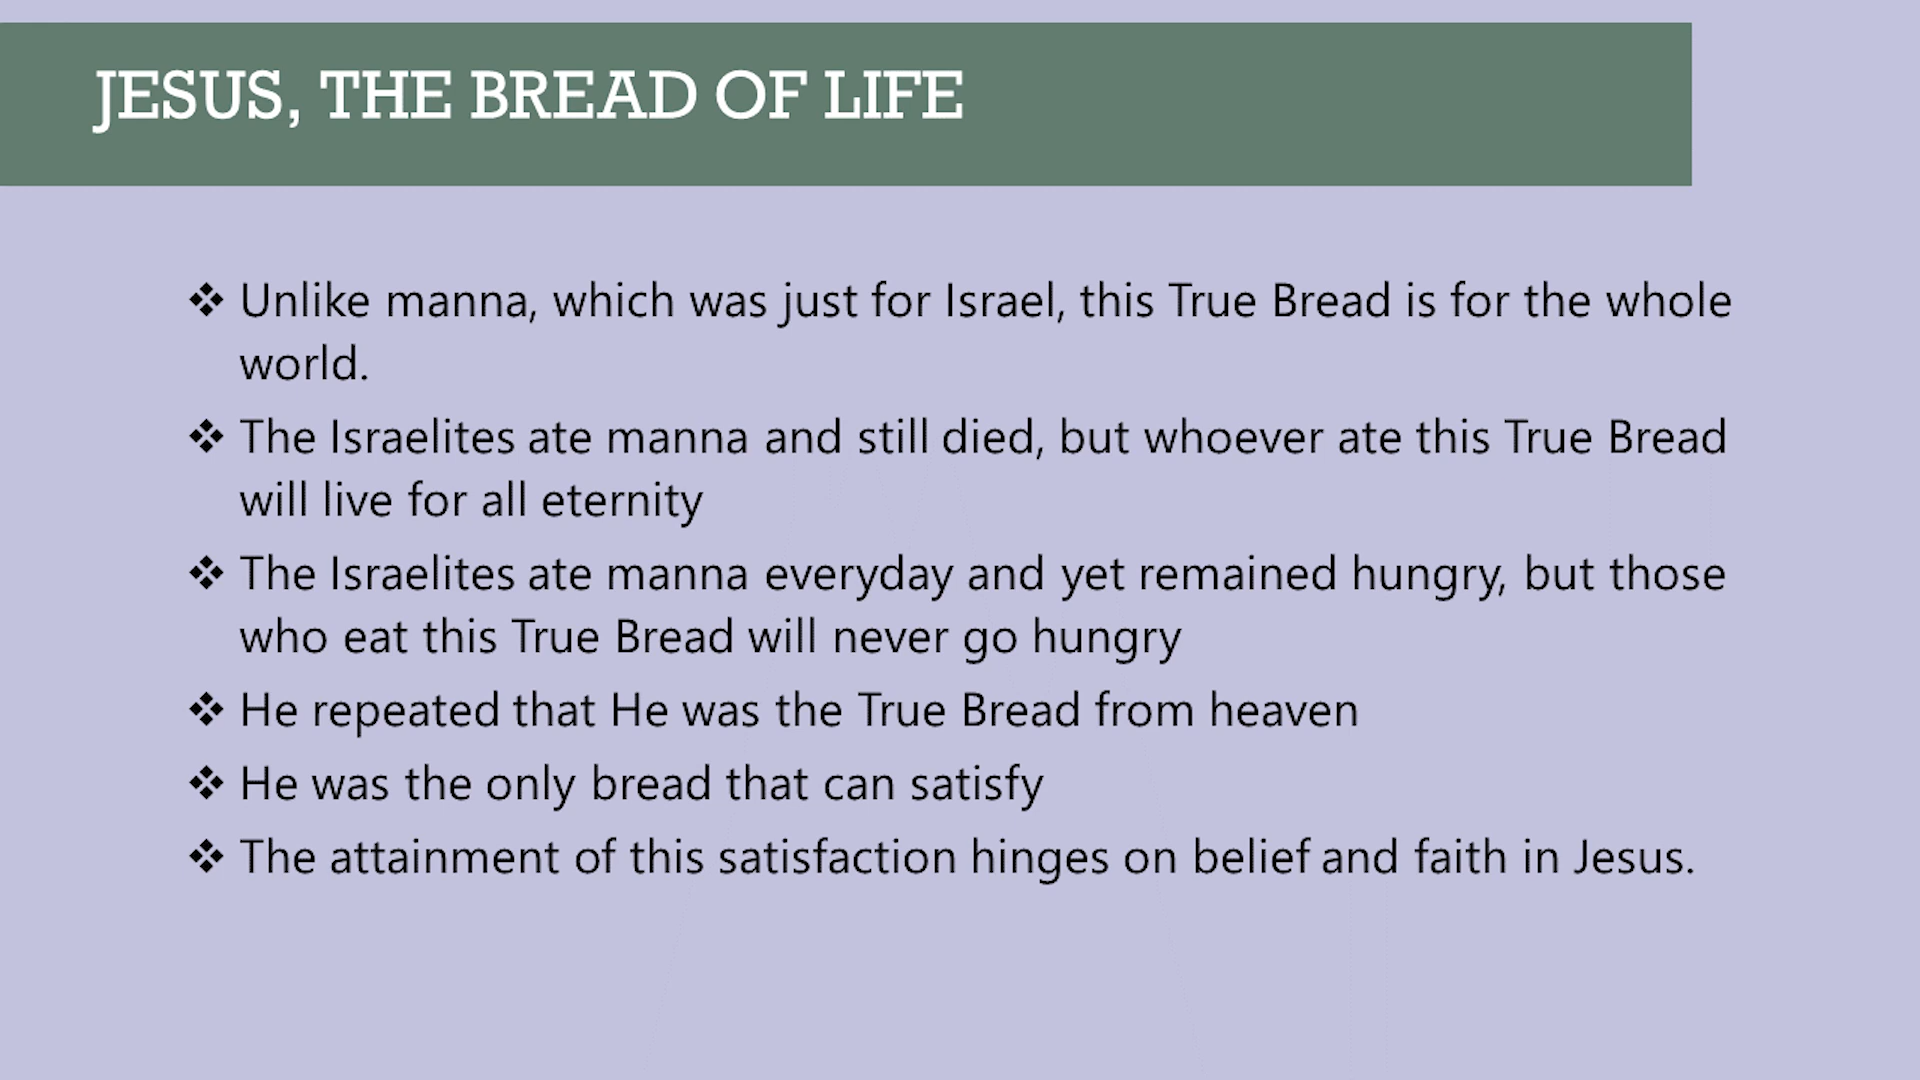 JESUS, THE BREAD OF LIFE
❖ Unlike manna, which was just for Israel, this True Bread is for the whole
world.
❖ The Israelites ate manna and still died, but whoever ate this True Bread
will live for all eternity
❖ The Israelites ate manna everyday and yet remained hungry, but those
who eat this True Bread will never go hungry
❖ He repeated that He was the True Bread from heaven
❖ He was the only bread that can satisfy
❖ The attainment of this satisfaction hinges on belief and faith in Jesus.